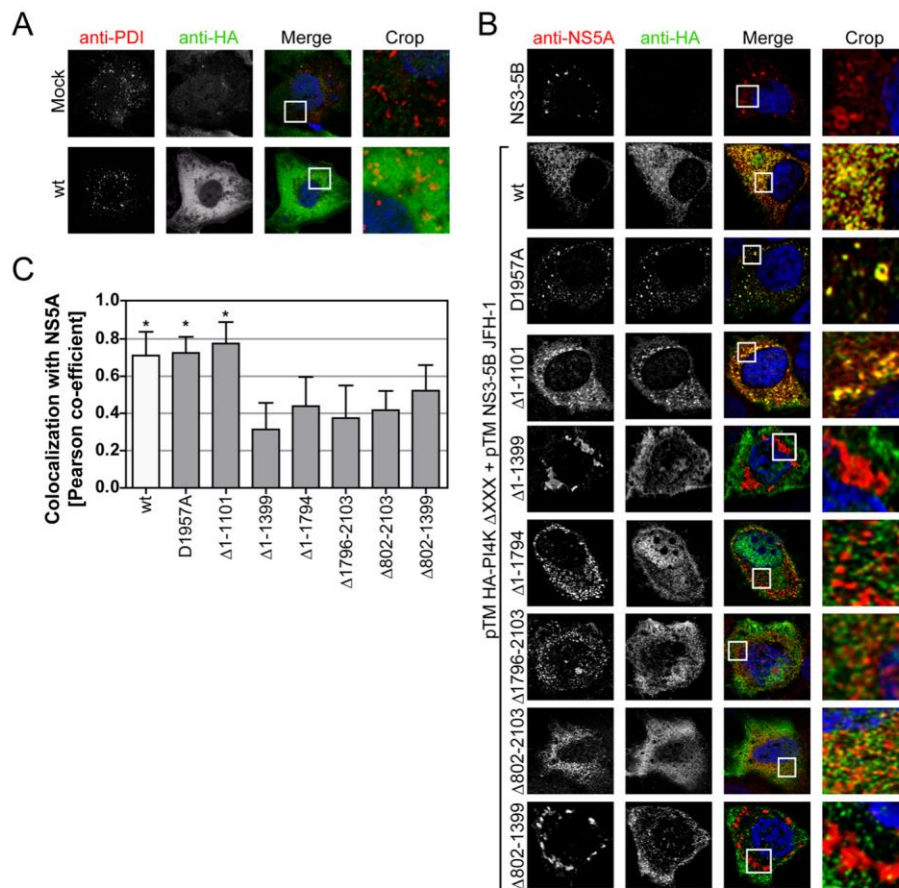 A
anti-PDI anti-HA Merge Crop
Mock
wt
B
anti-NS5A anti-HA Merge Crop
NS3-5B
wt
D1957A
Δ1-1101
Δ1-1399
Δ1-1794
Δ1796-2103
Δ802-2103
Δ802-1399
pTM HA-PI4K ΔXXX + pTM NS3-5B JFH-1
C
Colocalization with NS5A
[Pearson co-efficient]
1.0
0.8
0.6
0.4
0.2
0.0
* * *
wt
D1957A
Δ1-1101
Δ1-1399
Δ1-1794
Δ1796-2103
Δ802-2103
Δ802-1399